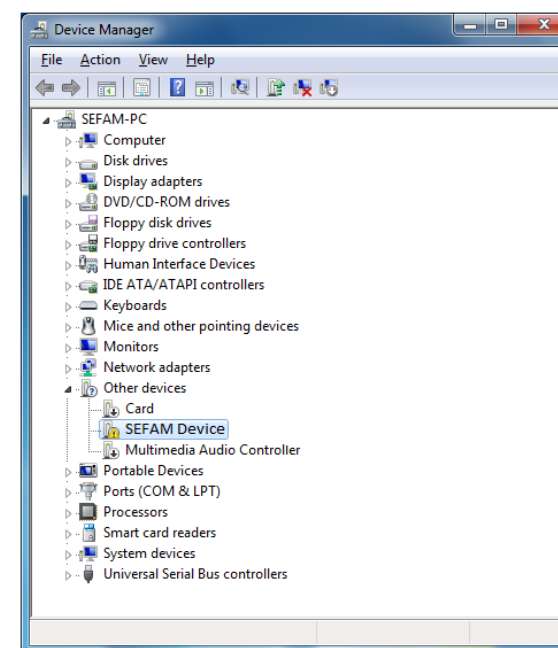 Device Manager
File Action View Help
SEFAM-PC
Computer
Disk drives
Display adapters
DVD/CD-ROM drives
Floppy disk drives
Floppy drive controllers
Human Interface Devices
IDE ATA/ATAPI controllers
Keyboards
Mice and other pointing devices
Monitors
Network adapters
Other devices
Card
SEFAM Device
Multimedia Audio Controller
Portable Devices
Ports (COM & LPT)
Processors
Smart card readers
System devices
Universal Serial Bus controllers